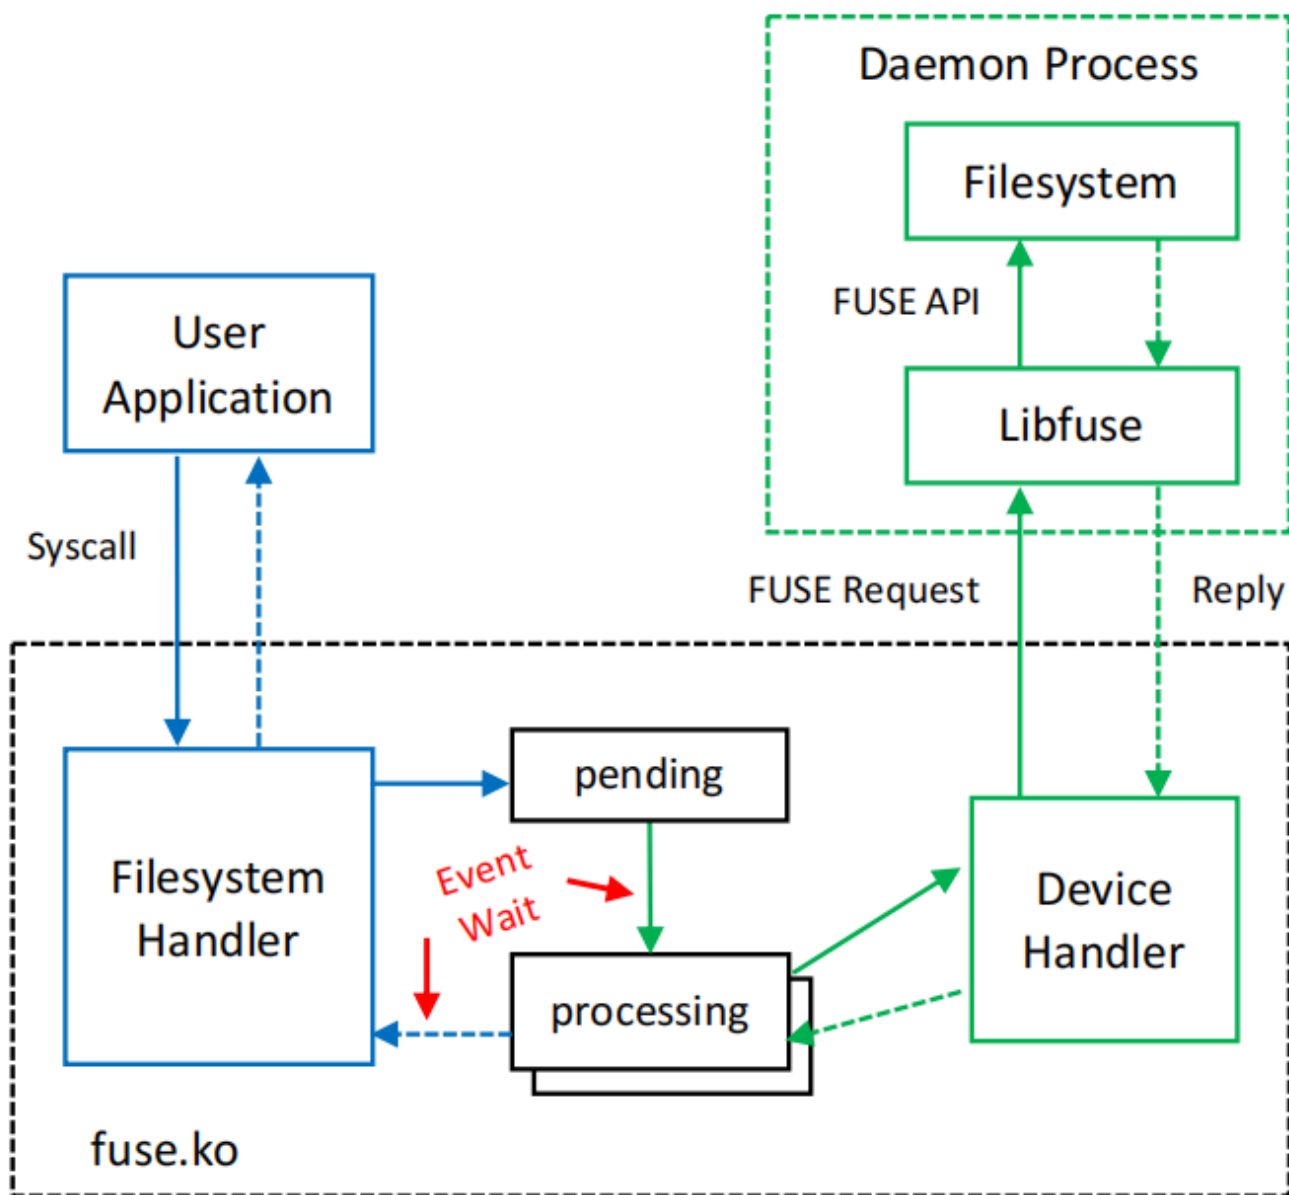 Daemon Process
Filesystem
FUSE API
Libfuse
User
Application
Syscall
FUSE Request
Reply
pending
Filesystem
Handler
Event
Wait
Device
Handler
processing
fuse.ko